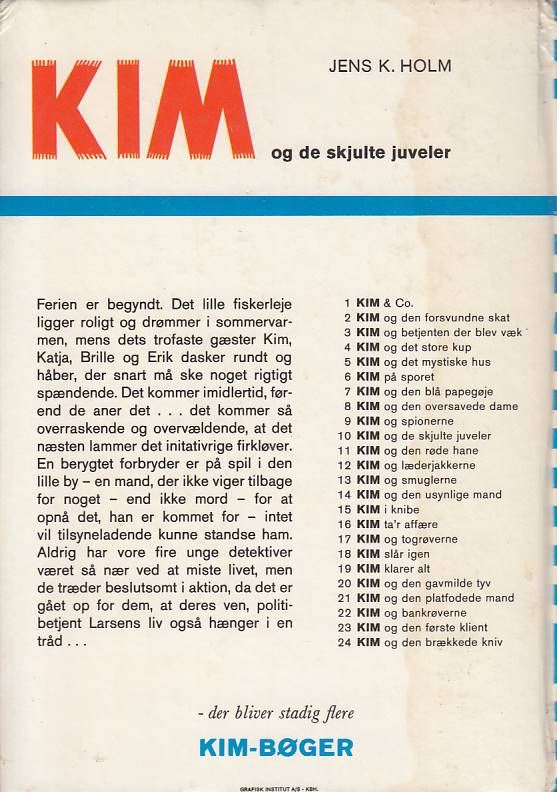 JENS K. HOLM
KIM
og de skjulte juveler
Ferien er begyndt. Det lille fiskerleje
ligger roligt og drømmer i sommervar-
men, mens dets trofaste gæster Kim,
Katja, Brille og Erik dasker rundt og
håber, der snart må ske noget rigtigt
spændende. Det kommer imidlertid, før-
end de aner det . . . det kommer så
overraskende og overvældende, at det
næsten lammer det initativrige firkløver.
En berygtet forbryder er på spil i den
lille by – en mand, der ikke viger tilbage
for noget – end ikke mord – for at
opnå det, han er kommet for – intet
vil tilsyneladende kunne standse ham.
Aldrig har vore fire unge detektiver
været så nær ved at miste livet, men
de træder beslutsomt i aktion, da det er
gået op for dem, at deres ven, politi-
betjent Larsens liv også hænger i en
tråd . . .
1 KIM & Co.
2 KIM og den forsvundne skat
3 KIM og betjenten der blev væk
4 KIM og det store kup
5 KIM og det mystiske hus
6 KIM på sporet
7 KIM og den blå papegøje
8 KIM og den oversavede dame
9 KIM og spionerne
10 KIM og de skjulte juveler
11 KIM og den røde hane
12 KIM og læderjakkerne
13 KIM og smuglerne
14 KIM og den usynlige mand
15 KIM i knibe
16 KIM ta'r affære
17 KIM og togrøverne
18 KIM slår igen
19 KIM klarer alt
20 KIM og den gavmilde tyv
21 KIM og den platfodede mand
22 KIM og bankrøverne
23 KIM og den første klient
24 KIM og den brækkede kniv
- der bliver stadig flere
KIM-BØGER
GRAFISK INSTITUT A/S - KBH.